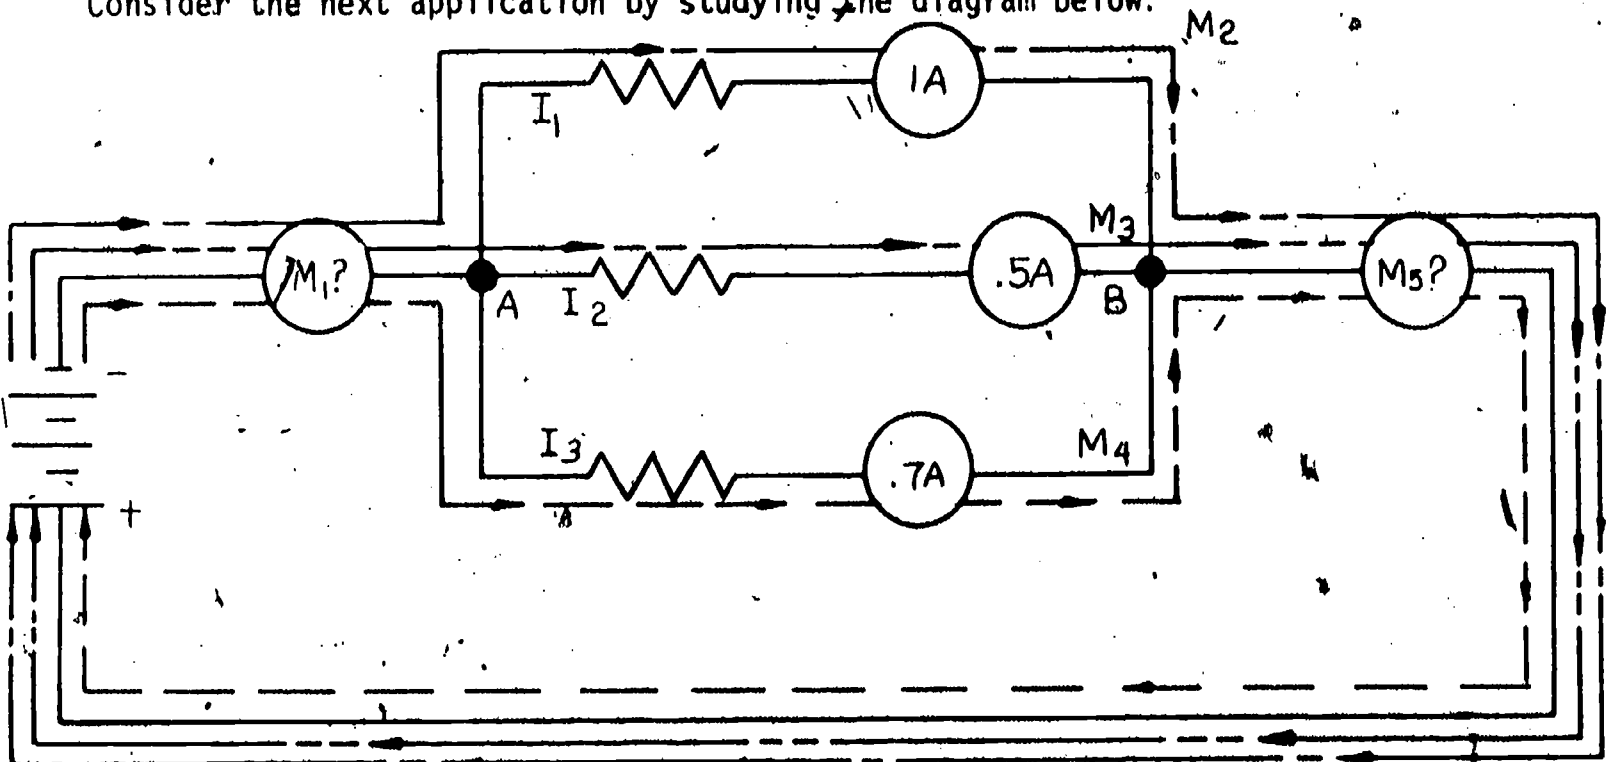 Consider the next application by studying the diagram below.
M2
1A
I1
M3
M1?
.5A
M5?
A
I2
B
−
I3
M4
.7A
+